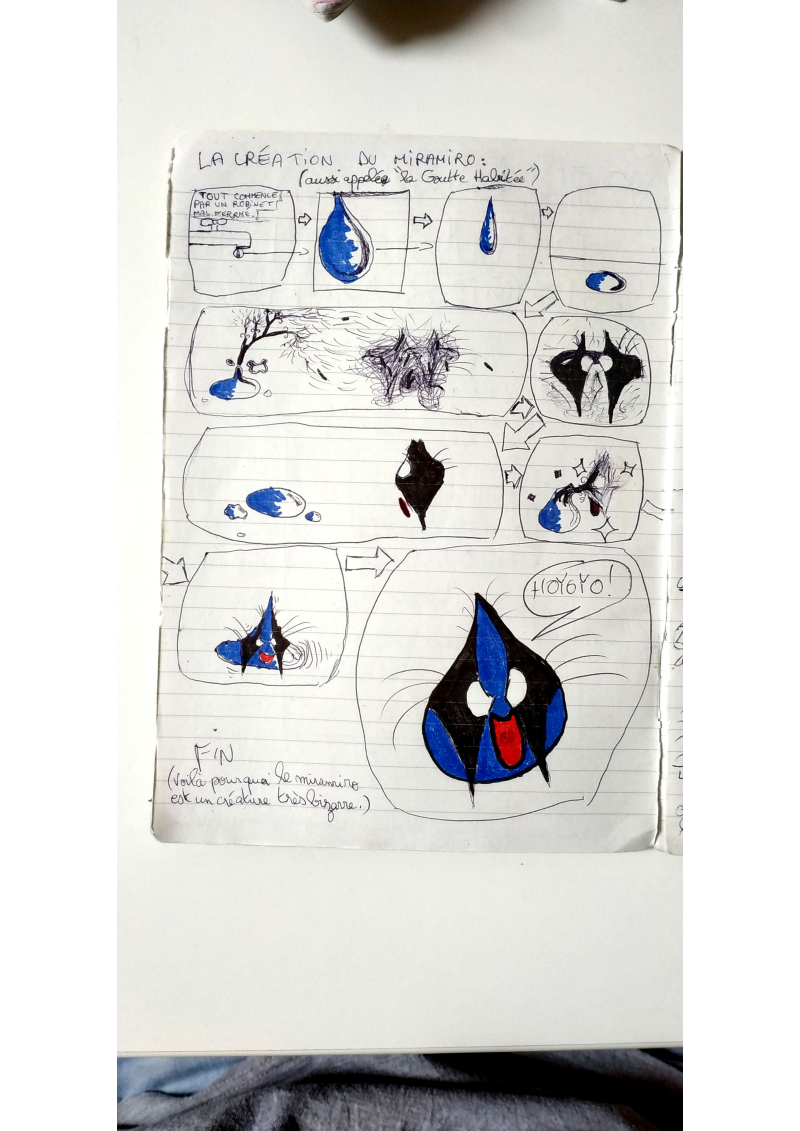 LA CRÉATION DU MIRAMIRO:
(aussi appelée "la Goutte Habitée")
TOUT COMMENCE
PAR UN ROBINET
MAL FERRME.!
HOYOYO!
FIN
(Voilà pourquoi le miramiro
est un créature très bizarre.)